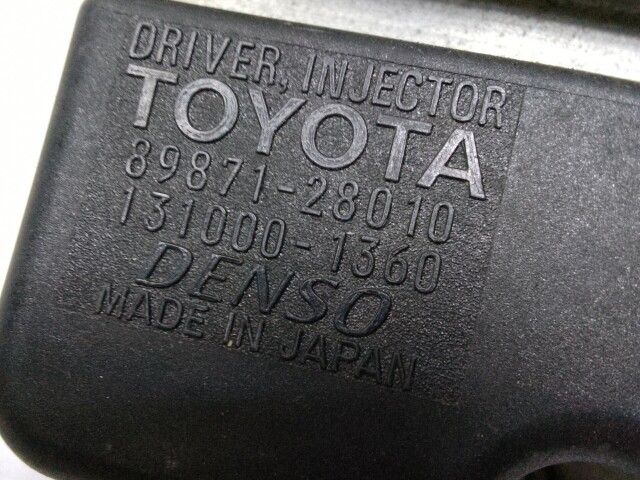 DRIVER, INJECTOR
TOYOTA
89871-28010
131000-1360
DENSO
MADE IN JAPAN